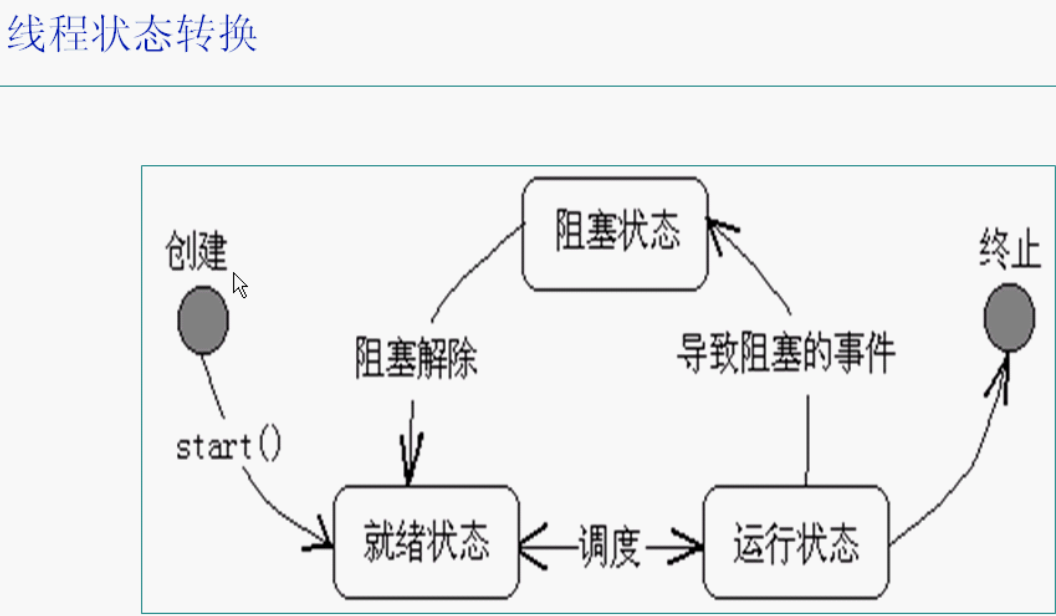 线程状态转换
阻塞状态
创建
终止
阻塞解除
导致阻塞的事件
start()
就绪状态
调度
运行状态